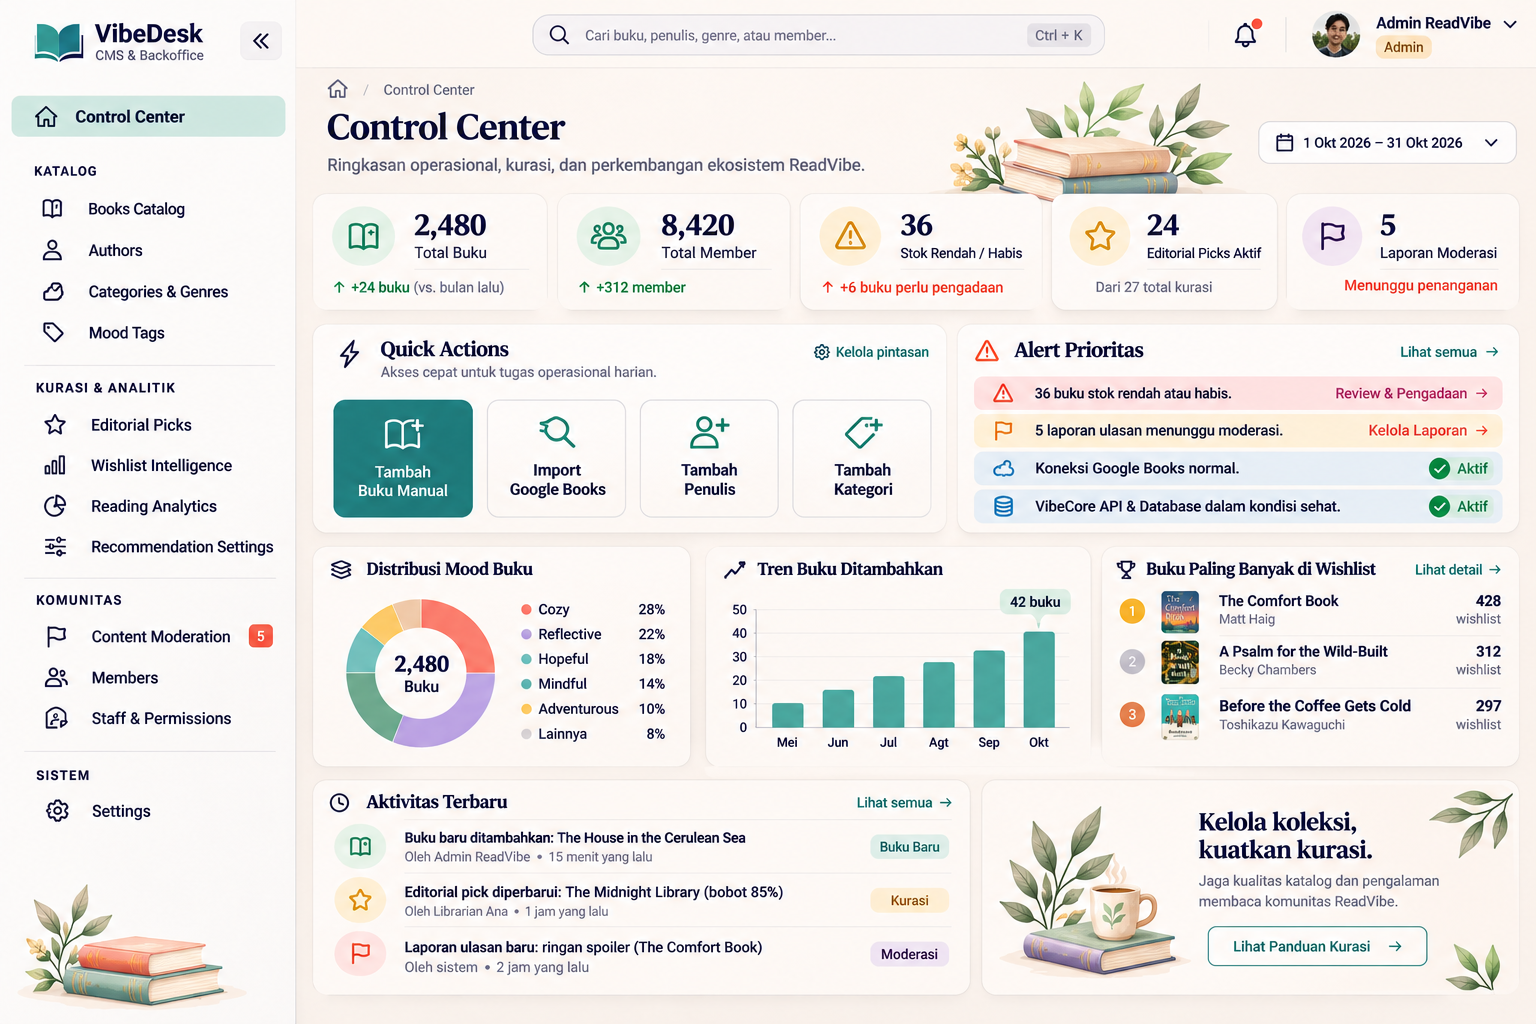 VibeDesk
CMS & Backoffice
Cari buku, penulis, genre, atau member...
Ctrl + K
Admin ReadVibe
Admin
Control Center
KATALOG
Books Catalog
Authors
Categories & Genres
Mood Tags
KURASI & ANALITIK
Editorial Picks
Wishlist Intelligence
Reading Analytics
Recommendation Settings
KOMUNITAS
Content Moderation 5
Members
Staff & Permissions
SISTEM
Settings
/ Control Center
Control Center
Ringkasan operasional, kurasi, dan perkembangan ekosistem ReadVibe.
1 Okt 2026 – 31 Okt 2026
2,480
Total Buku
↑ +24 buku (vs. bulan lalu)
8,420
Total Member
↑ +312 member
36
Stok Rendah / Habis
↑ +6 buku perlu pengadaan
24
Editorial Picks Aktif
Dari 27 total kurasi
5
Laporan Moderasi
Menunggu penanganan
Quick Actions
Akses cepat untuk tugas operasional harian.
Kelola pintasan
Tambah
Buku Manual
Import
Google Books
Tambah
Penulis
Tambah
Kategori
Alert Prioritas
Lihat semua →
36 buku stok rendah atau habis.
Review & Pengadaan →
5 laporan ulasan menunggu moderasi.
Kelola Laporan →
Koneksi Google Books normal.
Aktif
VibeCore API & Database dalam kondisi sehat.
Aktif
Distribusi Mood Buku
2,480
Buku
Cozy 28%
Reflective 22%
Hopeful 18%
Mindful 14%
Adventurous 10%
Lainnya 8%
Tren Buku Ditambahkan
42 buku
50
40
30
20
10
0
Mei Jun Jul Agt Sep Okt
Buku Paling Banyak di Wishlist
Lihat detail →
1
The Comfort Book
Matt Haig
428
wishlist
2
A Psalm for the Wild-Built
Becky Chambers
312
wishlist
3
Before the Coffee Gets Cold
Toshikazu Kawaguchi
297
wishlist
Aktivitas Terbaru
Lihat semua →
Buku baru ditambahkan: The House in the Cerulean Sea
Oleh Admin ReadVibe • 15 menit yang lalu
Buku Baru
Editorial pick diperbarui: The Midnight Library (bobot 85%)
Oleh Librarian Ana • 1 jam yang lalu
Kurasi
Laporan ulasan baru: ringan spoiler (The Comfort Book)
Oleh sistem • 2 jam yang lalu
Moderasi
Kelola koleksi,
kuatkan kurasi.
Jaga kualitas katalog dan pengalaman
membaca komunitas ReadVibe.
Lihat Panduan Kurasi →